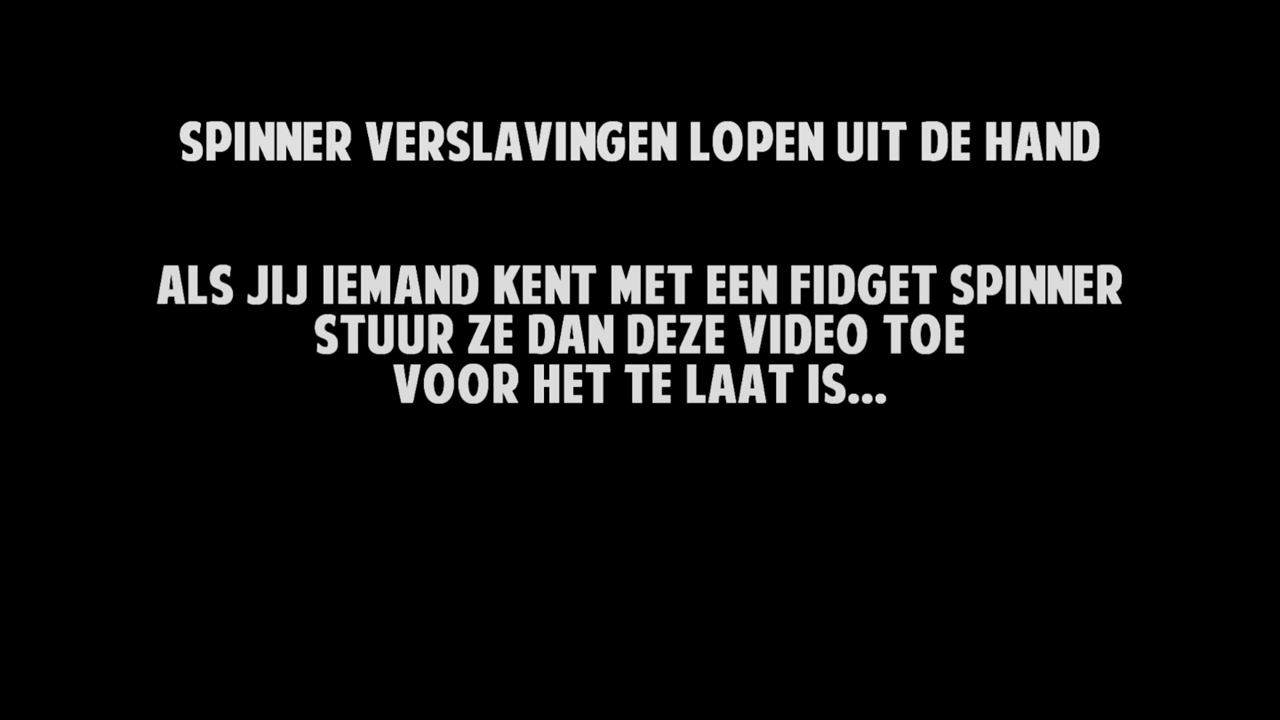 SPINNER VERSLAVINGEN LOPEN UIT DE HAND
ALS JIJ IEMAND KENT MET EEN FIDGET SPINNER
STUUR ZE DAN DEZE VIDEO TOE
VOOR HET TE LAAT IS...